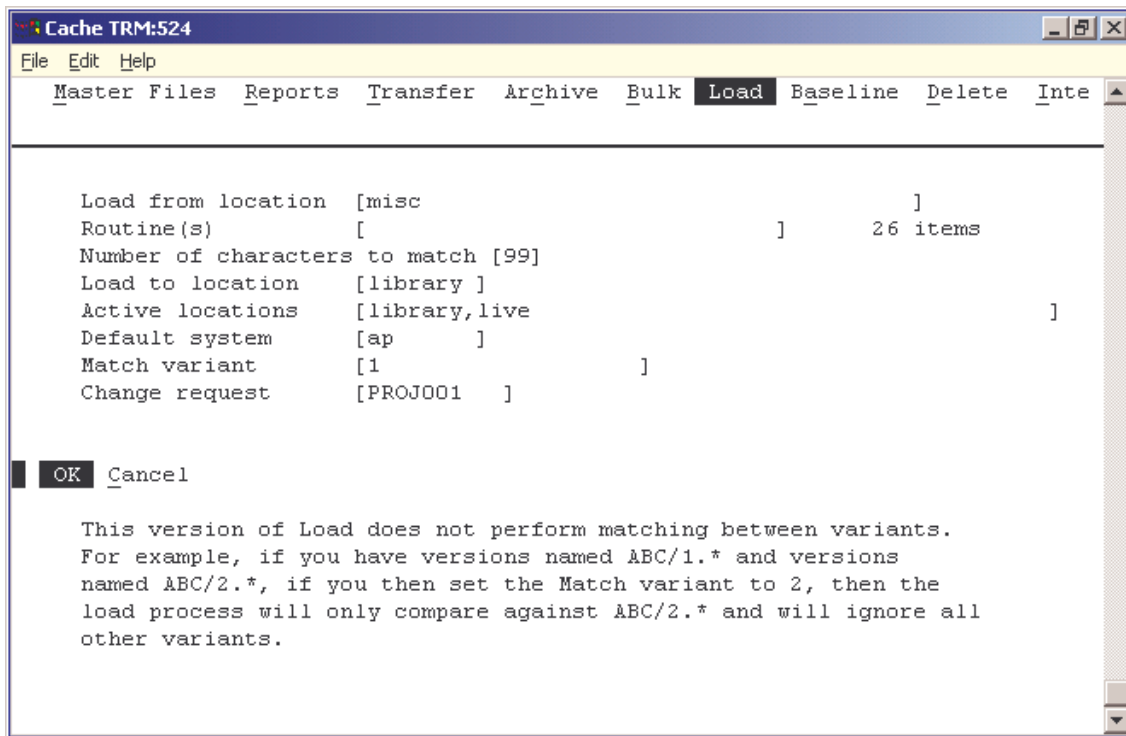 Cache TRM:524
File Edit Help
Master Files Reports Transfer Archive Bulk Load Baseline Delete Inte
Load from location [misc ]
Routine(s) [ ] 26 items
Number of characters to match [99]
Load to location [library ]
Active locations [library,live ]
Default system [ap ]
Match variant [1 ]
Change request [PROJ001 ]
OK Cancel
This version of Load does not perform matching between variants.
For example, if you have versions named ABC/1.* and versions
named ABC/2.*, if you then set the Match variant to 2, then the
load process will only compare against ABC/2.* and will ignore all
other variants.